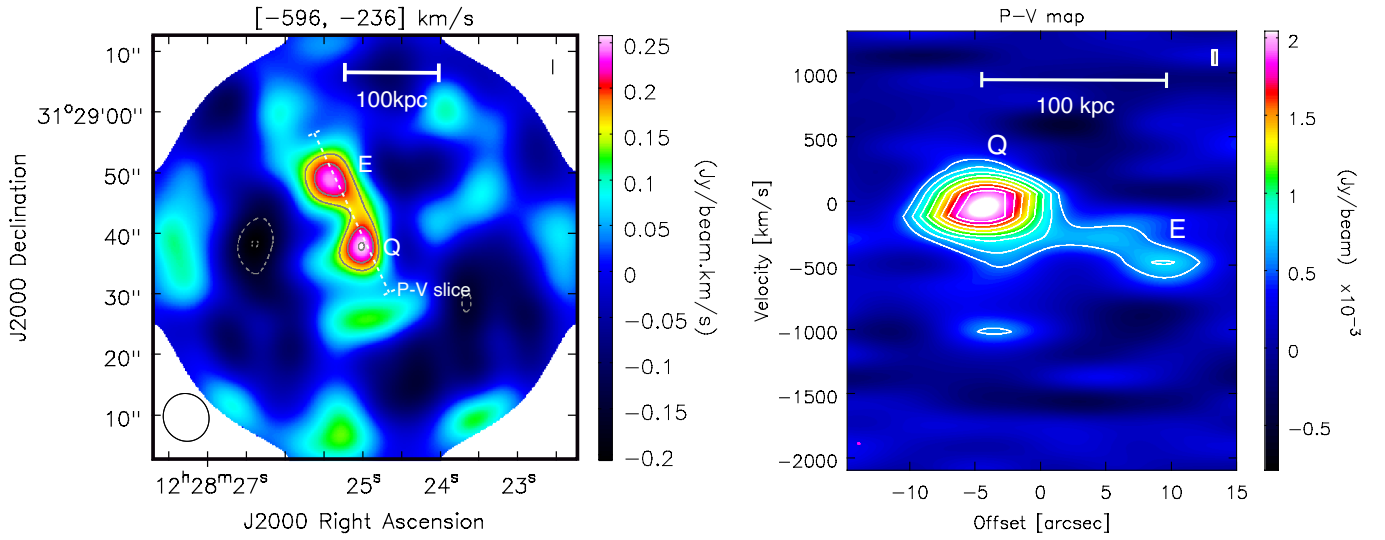 [−596, −236] km/s
10"
31°29'00"
50"
40"
30"
20"
10"
12ʰ28ᵐ27ˢ
25ˢ
24ˢ
23ˢ
J2000 Right Ascension
J2000 Declination
100kpc
E
Q
P-V slice
I
0.25
0.2
0.15
0.1
0.05
0
−0.05
−0.1
−0.15
−0.2
(Jy/beam.km/s)
P−V map
1000
500
0
−500
−1000
−1500
−2000
Velocity [km/s]
−10
−5
0
5
10
15
Offset [arcsec]
100 kpc
Q
E
2
1.5
1
0.5
0
−0.5
(Jy/beam) ×10⁻³